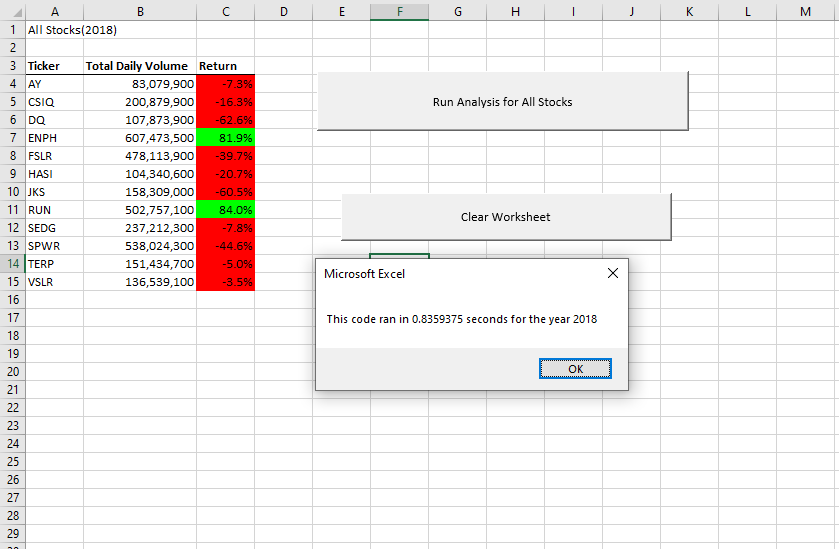 A B C D E F G H I J K L M
1 All Stocks(2018)
2
3 Ticker Total Daily Volume Return
4 AY 83,079,900 -7.3%
5 CSIQ 200,879,900 -16.3%
6 DQ 107,873,900 -62.6%
7 ENPH 607,473,500 81.9%
8 FSLR 478,113,900 -39.7%
9 HASI 104,340,600 -20.7%
10 JKS 158,309,000 -60.5%
11 RUN 502,757,100 84.0%
12 SEDG 237,212,300 -7.8%
13 SPWR 538,024,300 -44.6%
14 TERP 151,434,700 -5.0%
15 VSLR 136,539,100 -3.5%
16
17
18
19
20
21
22
23
24
25
26
27
28
29
Run Analysis for All Stocks
Clear Worksheet
Microsoft Excel
This code ran in 0.8359375 seconds for the year 2018
OK